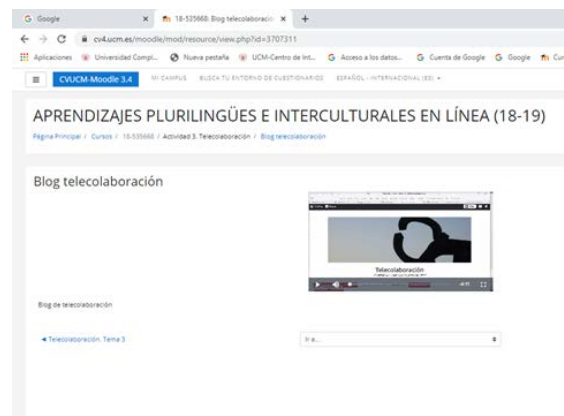 Google
18-535668: Blog telecolaboració
cv4.ucm.es/moodle/mod/resource/view.php?id=3707311
Aplicaciones
Universidad Compl...
Nueva pestaña
UCM-Centro de Int...
Acceso a los datos...
Cuenta de Google
Google
Cur
CVUCM-Moodle 3.4
MI CAMPUS
BUSCA TU ENTORNO DE CUESTIONARIOS
ESPAÑOL - INTERNACIONAL (ES)
APRENDIZAJES PLURILINGÜES E INTERCULTURALES EN LÍNEA (18-19)
Página Principal / Cursos / 18-535668 / Actividad 3. Telecolaboración / Blog telecolaboración
Blog telecolaboración
Telecolaboración
Blog de telecolaboración
◄ Telecolaboración. Tema 3
Ir a...